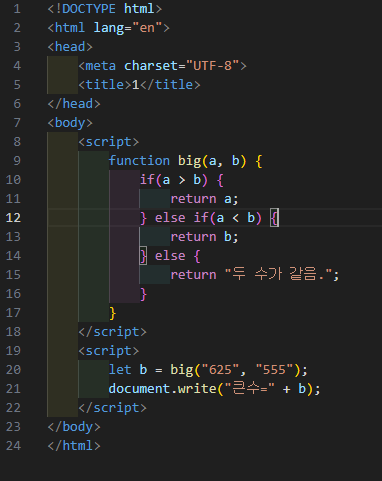 1 <!DOCTYPE html>
2 <html lang="en">
3 <head>
4     <meta charset="UTF-8">
5     <title>1</title>
6 </head>
7 <body>
8     <script>
9         function big(a, b) {
10             if(a > b) {
11                 return a;
12             } else if(a < b) {
13                 return b;
14             } else {
15                 return "두 수가 같음.";
16             }
17         }
18     </script>
19     <script>
20         let b = big("625", "555");
21         document.write("큰수=" + b);
22     </script>
23 </body>
24 </html>